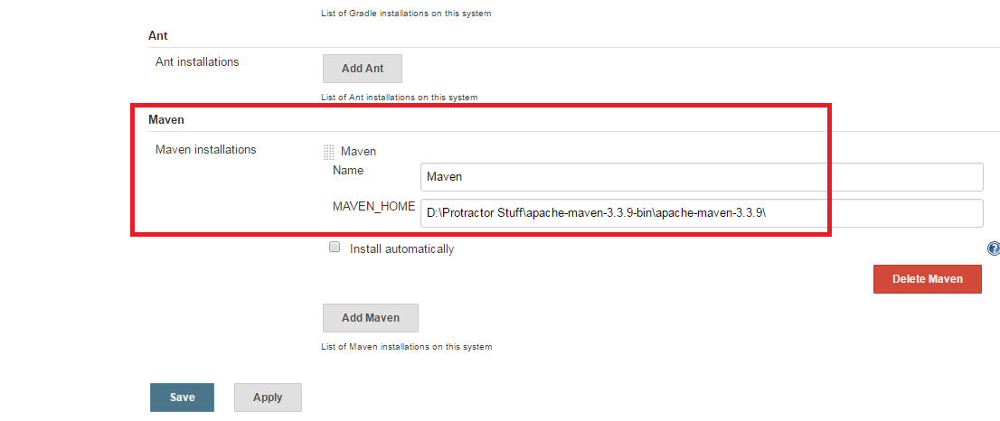 List of Gradle installations on this system
Ant
Ant installations
Add Ant
List of Ant installations on this system
Maven
Maven installations
Maven
Name
Maven
MAVEN_HOME
D:\Protractor Stuff\apache-maven-3.3.9-bin\apache-maven-3.3.9\
Install automatically
?
Delete Maven
Add Maven
List of Maven installations on this system
Save
Apply